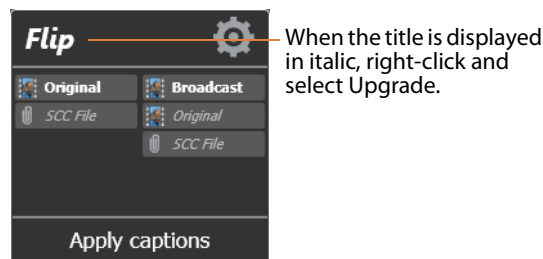 Flip
When the title is displayed
in italic, right-click and
select Upgrade.
Original
Broadcast
SCC File
Original
SCC File
Apply captions